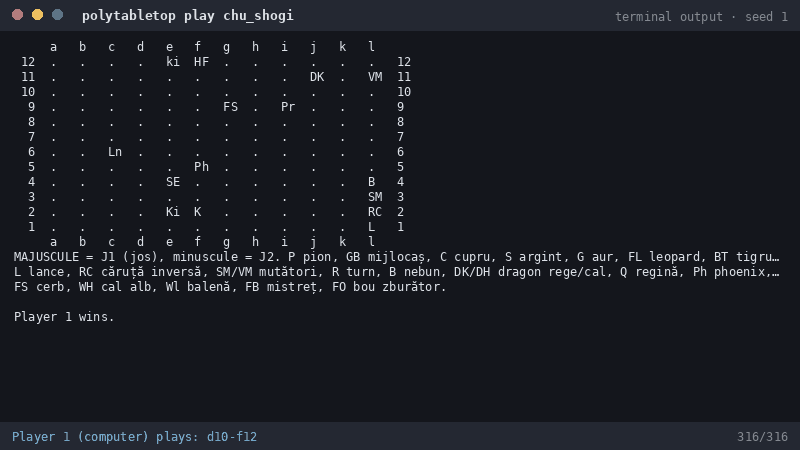 polytabletop play chu_shogi
terminal output · seed 1
a b c d e f g h i j k l
12 . . . . ki HF . . . . . . 12
11 . . . . . . . . . DK . VM 11
10 . . . . . . . . . . . . 10
9 . . . . . . FS . Pr . . . 9
8 . . . . . . . . . . . . 8
7 . . . . . . . . . . . . 7
6 . . Ln . . . . . . . . . 6
5 . . . . . Ph . . . . . . 5
4 . . . . SE . . . . . . B 4
3 . . . . . . . . . . . SM 3
2 . . . . Ki K . . . . . RC 2
1 . . . . . . . . . . . L 1
a b c d e f g h i j k l
MAJUSCULE = J1 (jos), minuscule = J2. P pion, GB mijlocaș, C cupru, S argint, G aur, FL leopard, BT tigru…
L lance, RC căruță inversă, SM/VM mutători, R turn, B nebun, DK/DH dragon rege/cal, Q regină, Ph phoenix,…
FS cerb, WH cal alb, Wl balenă, FB mistreț, FO bou zburător.
Player 1 wins.
Player 1 (computer) plays: d10-f12
316/316